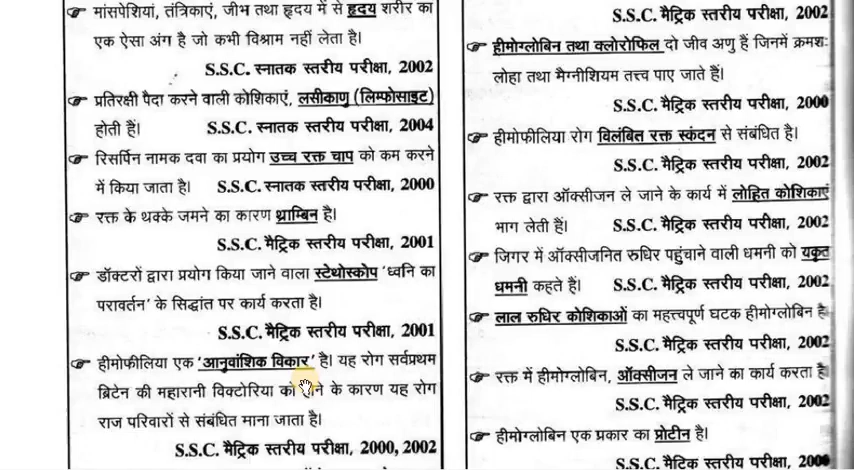 ☞ मांसपेशियां, तंत्रिकाएं, जीभ तथा हृदय में से हृदय शरीर का
एक ऐसा अंग है जो कभी विश्राम नहीं लेता है।
S.S.C. स्नातक स्तरीय परीक्षा, 2002
☞ प्रतिरक्षी पैदा करने वाली कोशिकाएं, लसीकाणु (लिम्फोसाइट)
होती हैं। S.S.C. स्नातक स्तरीय परीक्षा, 2004
☞ रिसर्पिन नामक दवा का प्रयोग उच्च रक्त चाप को कम करने
में किया जाता है। S.S.C. स्नातक स्तरीय परीक्षा, 2000
☞ रक्त के थक्के जमने का कारण थ्राम्बिन है।
S.S.C. मैट्रिक स्तरीय परीक्षा, 2001
☞ डॉक्टरों द्वारा प्रयोग किया जाने वाला स्टेथोस्कोप 'ध्वनि का
परावर्तन' के सिद्धांत पर कार्य करता है।
S.S.C. मैट्रिक स्तरीय परीक्षा, 2001
☞ हीमोफीलिया एक 'आनुवांशिक विकार' है। यह रोग सर्वप्रथम
ब्रिटेन की महारानी विक्टोरिया को के कारण यह रोग
राज परिवारों से संबंधित माना जाता है।
S.S.C. मैट्रिक स्तरीय परीक्षा, 2000, 2002
S.S.C. मैट्रिक स्तरीय परीक्षा, 2002
☞ हीमोग्लोबिन तथा क्लोरोफिल दो जीव अणु हैं जिनमें क्रमशः
लोहा तथा मैग्नीशियम तत्त्व पाए जाते हैं।
S.S.C. मैट्रिक स्तरीय परीक्षा, 2000
☞ हीमोफीलिया रोग विलंबित रक्त स्कंदन से संबंधित है।
S.S.C. मैट्रिक स्तरीय परीक्षा, 2002
☞ रक्त द्वारा ऑक्सीजन ले जाने के कार्य में लोहित कोशिकाएं
भाग लेती हैं। S.S.C. मैट्रिक स्तरीय परीक्षा, 2002
☞ जिगर में ऑक्सीजनित रुधिर पहुंचाने वाली धमनी को यकृत
धमनी कहते हैं। S.S.C. मैट्रिक स्तरीय परीक्षा, 2002
☞ लाल रुधिर कोशिकाओं का महत्त्वपूर्ण घटक हीमोग्लोबिन है
S.S.C. मैट्रिक स्तरीय परीक्षा, 2002
☞ रक्त में हीमोग्लोबिन, ऑक्सीजन ले जाने का कार्य करता है
S.S.C. मैट्रिक स्तरीय परीक्षा, 2002
☞ हीमोग्लोबिन एक प्रकार का प्रोटीन है।
S.S.C. मैट्रिक स्तरीय परीक्षा, 2000